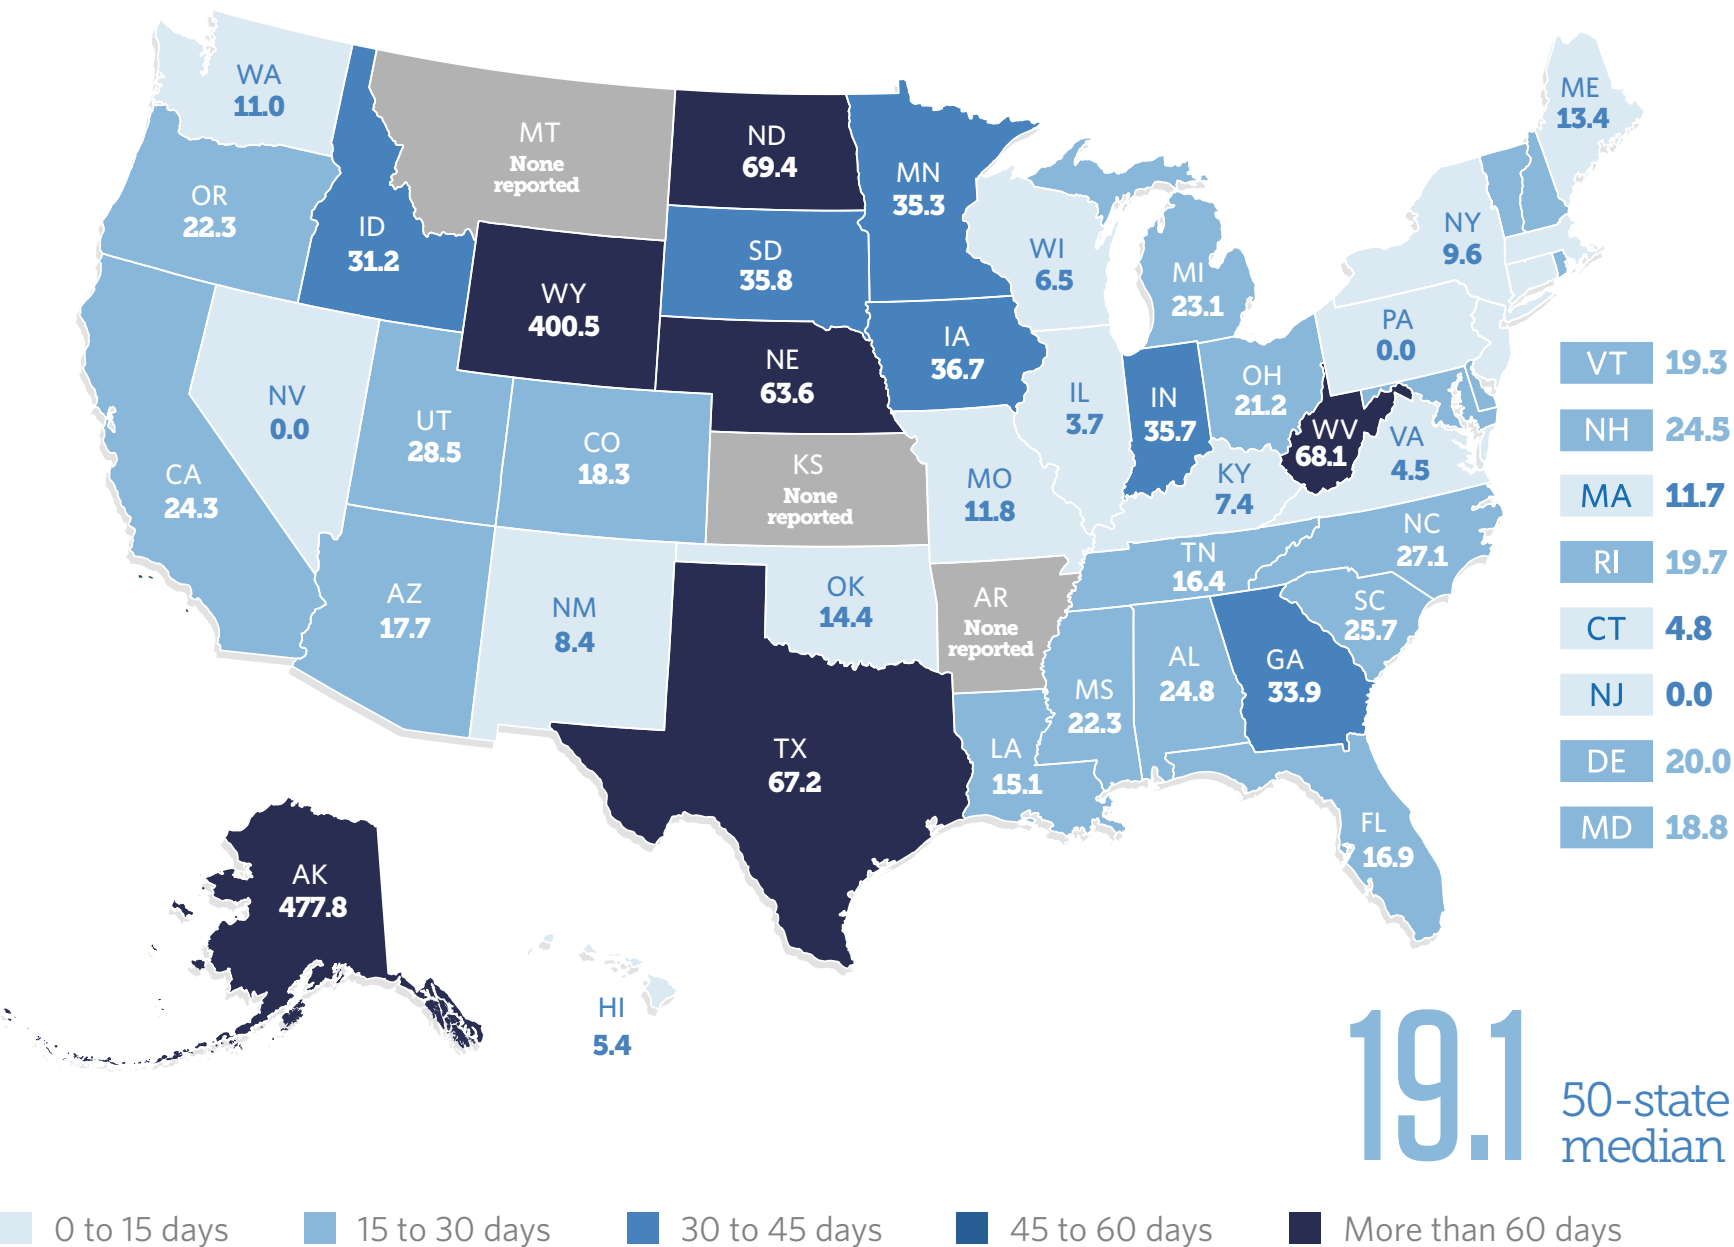 WA
11.0
MT
None
reported
ND
69.4
MN
35.3
ME
13.4
OR
22.3
ID
31.2
SD
35.8
WI
6.5
MI
23.1
NY
9.6
WY
400.5
NE
63.6
IA
36.7
IL
3.7
IN
35.7
OH
21.2
PA
0.0
NV
0.0
UT
28.5
CO
18.3
KS
None
reported
MO
11.8
KY
7.4
WV
68.1
VA
4.5
CA
24.3
AZ
17.7
NM
8.4
OK
14.4
AR
None
reported
TN
16.4
NC
27.1
SC
25.7
MS
22.3
AL
24.8
GA
33.9
TX
67.2
LA
15.1
FL
16.9
AK
477.8
HI
5.4
VT 19.3
NH 24.5
MA 11.7
RI 19.7
CT 4.8
NJ 0.0
DE 20.0
MD 18.8
19.1
50-state
median
0 to 15 days
15 to 30 days
30 to 45 days
45 to 60 days
More than 60 days